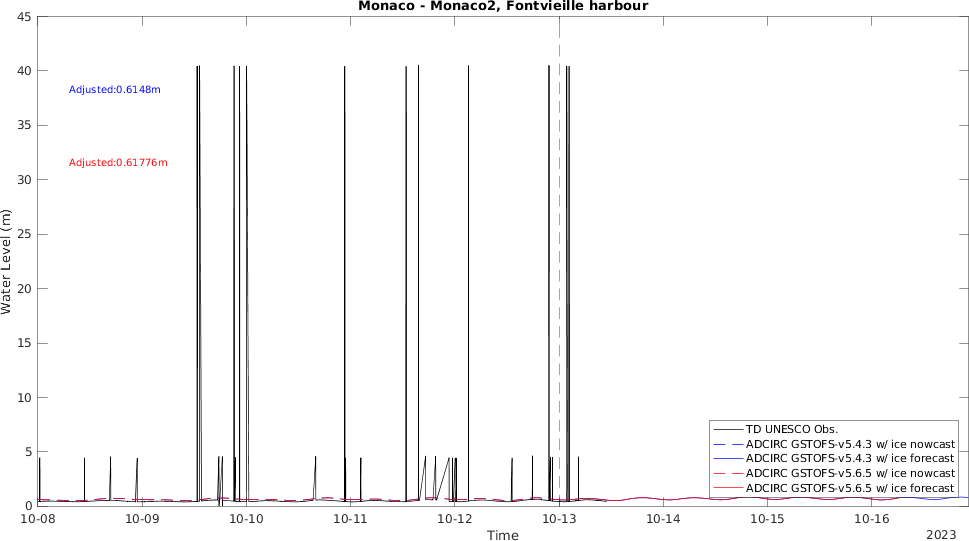 Monaco - Monaco2, Fontvieille harbour
45
40
35
30
25
20
15
10
5
0
Water Level (m)
Adjusted:0.6148m
Adjusted:0.61776m
TD UNESCO Obs.
ADCIRC GSTOFS-v5.4.3 w/ ice nowcast
ADCIRC GSTOFS-v5.4.3 w/ ice forecast
ADCIRC GSTOFS-v5.6.5 w/ ice nowcast
ADCIRC GSTOFS-v5.6.5 w/ ice forecast
10-08 10-09 10-10 10-11 10-12 10-13 10-14 10-15 10-16
Time
2023